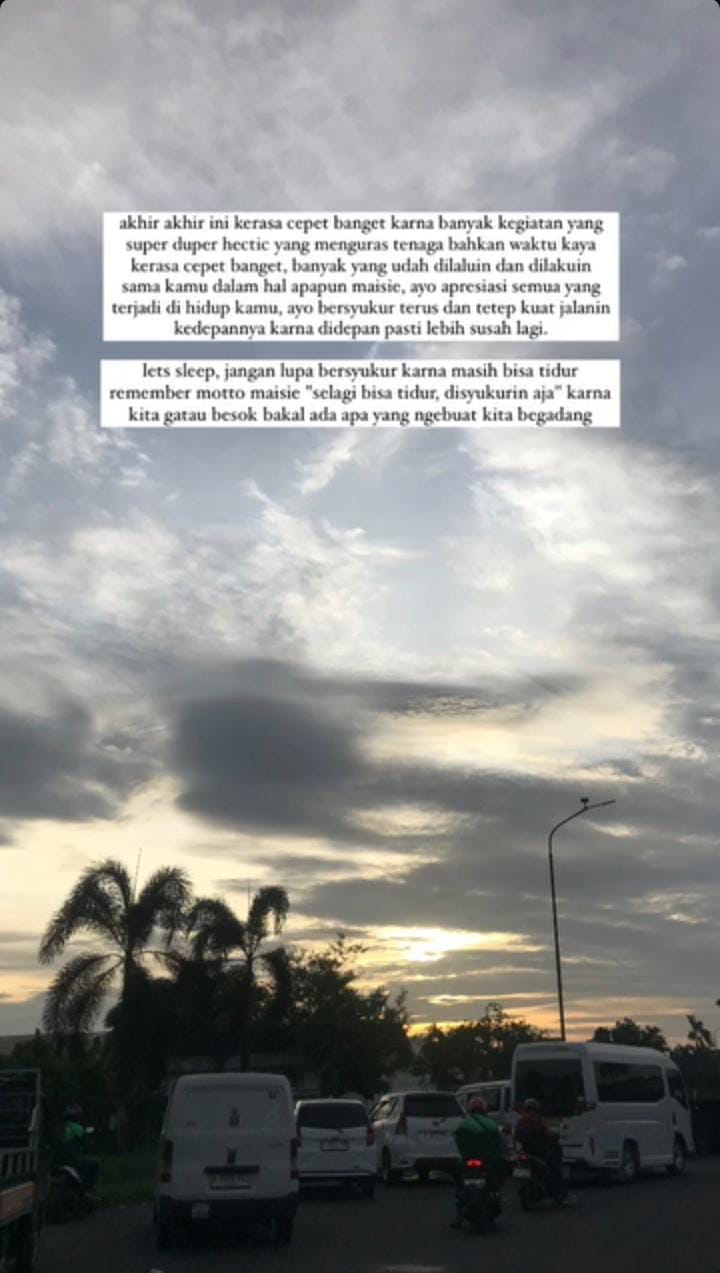 akhir akhir ini kerasa cepet banget karna banyak kegiatan yang
super duper hectic yang menguras tenaga bahkan waktu kaya
kerasa cepet banget, banyak yang udah dilaluin dan dilakuin
sama kamu dalam hal apapun maisie, ayo apresiasi semua yang
terjadi di hidup kamu, ayo bersyukur terus dan tetep kuat jalanin
kedepannya karna didepan pasti lebih susah lagi.
lets sleep, jangan lupa bersyukur karna masih bisa tidur
remember motto maisie "selagi bisa tidur, disyukurin aja" karna
kita gatau besok bakal ada apa yang ngebuat kita begadang